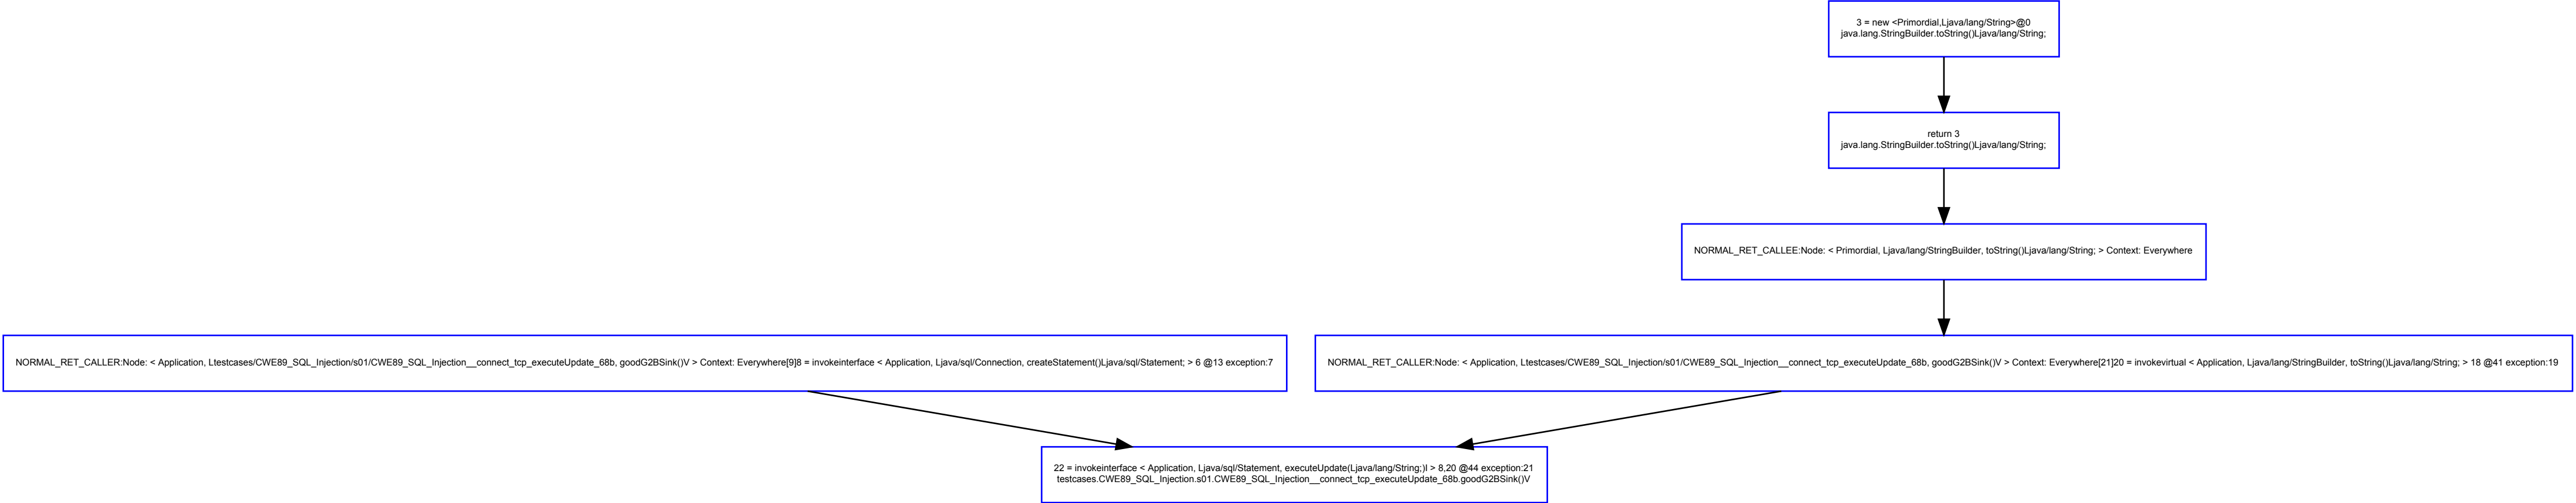 3 = new <Primordial,Ljava/lang/String>@0
java.lang.StringBuilder.toString()Ljava/lang/String;
return 3
java.lang.StringBuilder.toString()Ljava/lang/String;
NORMAL_RET_CALLEE:Node: < Primordial, Ljava/lang/StringBuilder, toString()Ljava/lang/String; > Context: Everywhere
NORMAL_RET_CALLER:Node: < Application, Ltestcases/CWE89_SQL_Injection/s01/CWE89_SQL_Injection__connect_tcp_executeUpdate_68b, goodG2BSink()V > Context: Everywhere[9]8 = invokeinterface < Application, Ljava/sql/Connection, createStatement()Ljava/sql/Statement; > 6 @13 exception:7
NORMAL_RET_CALLER:Node: < Application, Ltestcases/CWE89_SQL_Injection/s01/CWE89_SQL_Injection__connect_tcp_executeUpdate_68b, goodG2BSink()V > Context: Everywhere[21]20 = invokevirtual < Application, Ljava/lang/StringBuilder, toString()Ljava/lang/String; > 18 @41 exception:19
22 = invokeinterface < Application, Ljava/sql/Statement, executeUpdate(Ljava/lang/String;)I > 8,20 @44 exception:21
testcases.CWE89_SQL_Injection.s01.CWE89_SQL_Injection__connect_tcp_executeUpdate_68b.goodG2BSink()V